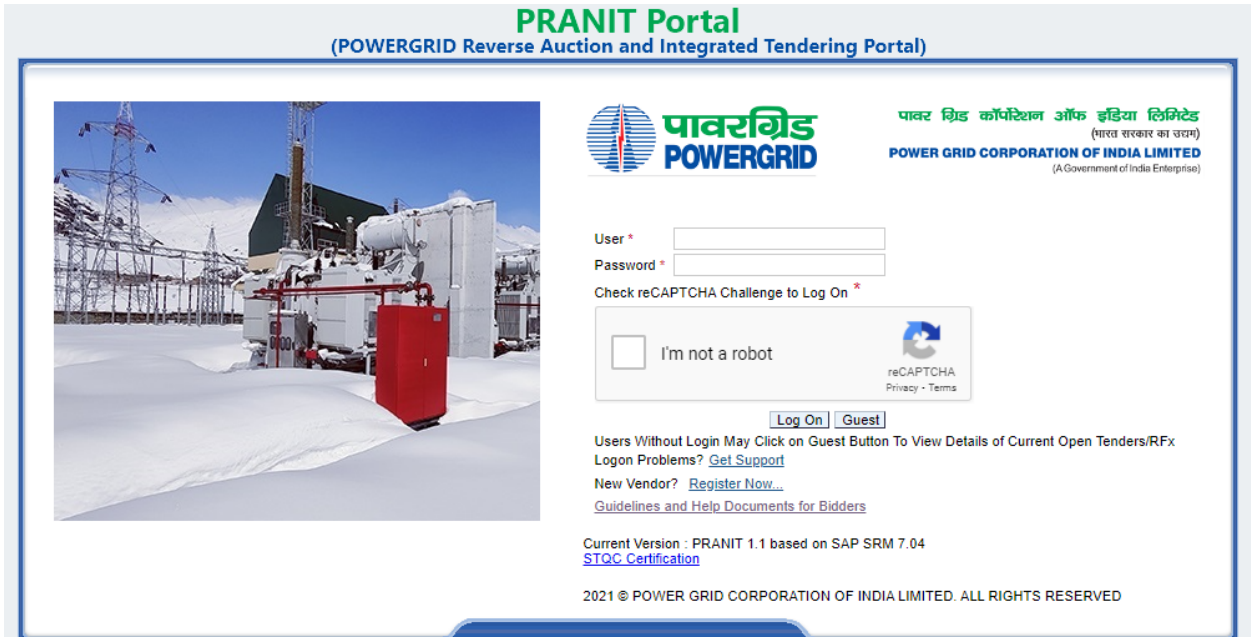 PRANIT Portal
(POWERGRID Reverse Auction and Integrated Tendering Portal)
पावरग्रिड
POWERGRID
पावर ग्रिड कॉर्पोरेशन ऑफ इंडिया लिमिटेड
(भारत सरकार का उद्यम)
POWER GRID CORPORATION OF INDIA LIMITED
(A Government of India Enterprise)
User *
Password *
Check reCAPTCHA Challenge to Log On *
I'm not a robot
reCAPTCHA
Privacy - Terms
Log On Guest
Users Without Login May Click on Guest Button To View Details of Current Open Tenders/RFx
Logon Problems? Get Support
New Vendor? Register Now...
Guidelines and Help Documents for Bidders
Current Version : PRANIT 1.1 based on SAP SRM 7.04
STQC Certification
2021 © POWER GRID CORPORATION OF INDIA LIMITED. ALL RIGHTS RESERVED